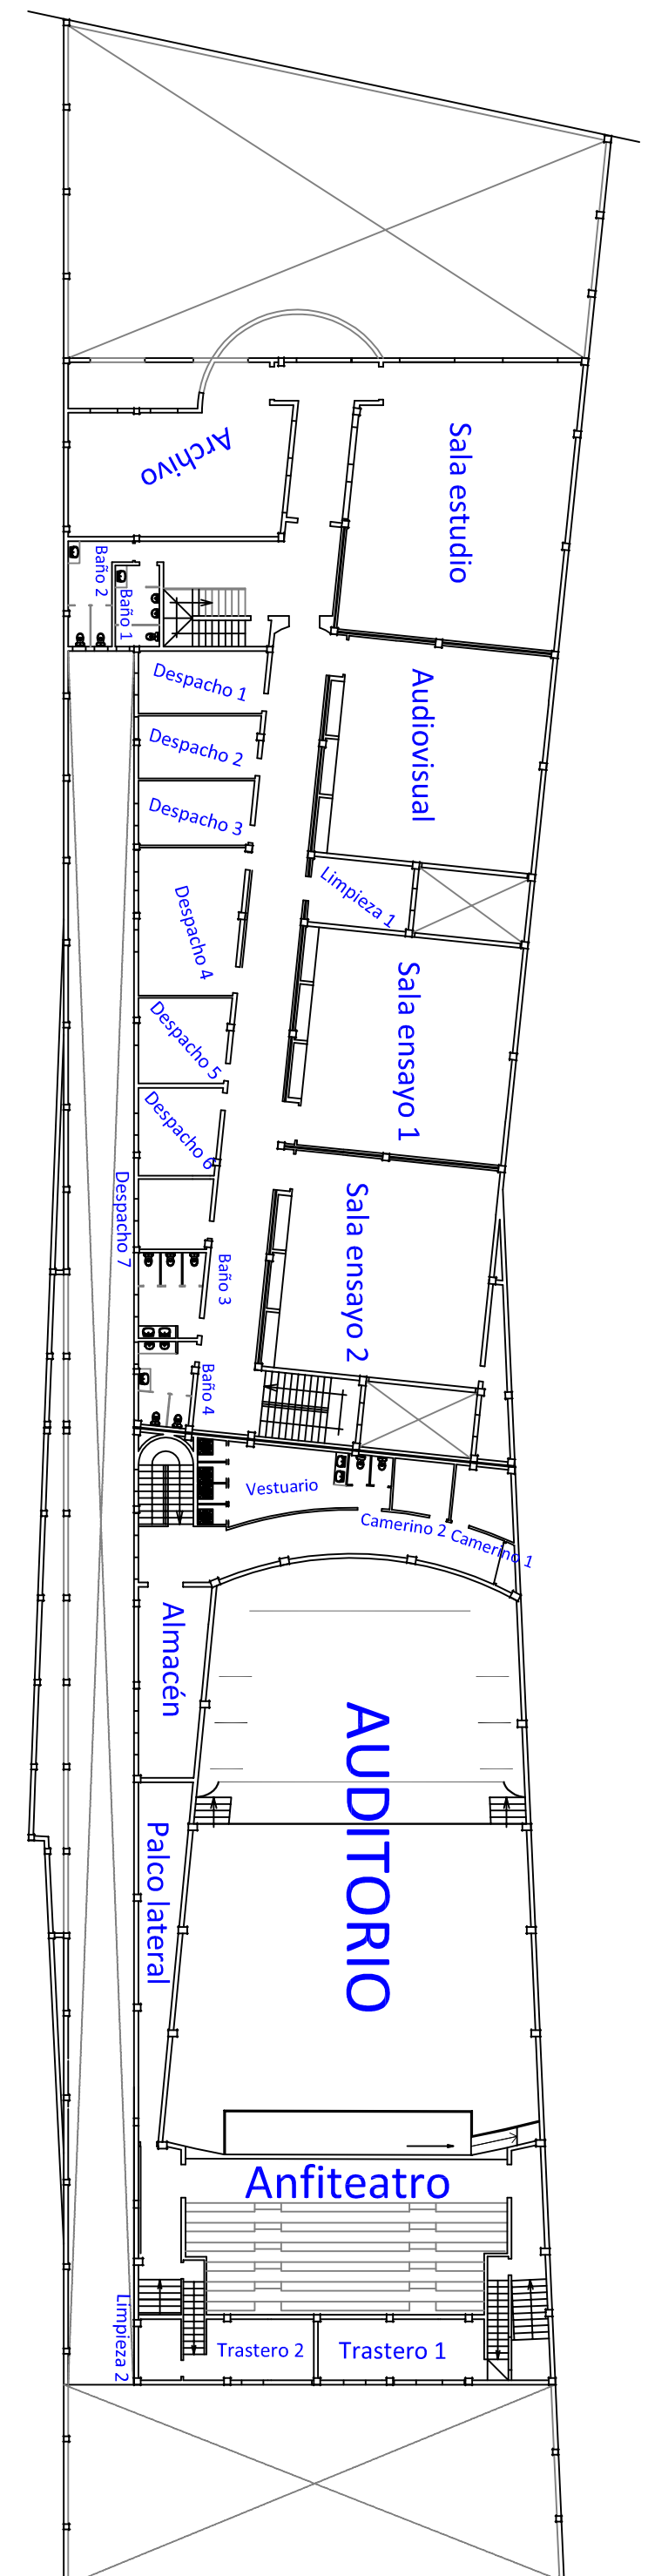 Archivo
Sala estudio
Baño 2
Baño 1
Despacho 1
Audiovisual
Despacho 2
Despacho 3
Limpieza 1
Despacho 4
Sala ensayo 1
Despacho 5
Despacho 6
Despacho 7
Sala ensayo 2
Baño 3
Baño 4
Vestuario
Camerino 2
Camerino 1
Almacén
AUDITORIO
Palco lateral
Anfiteatro
Limpieza 2
Trastero 2
Trastero 1